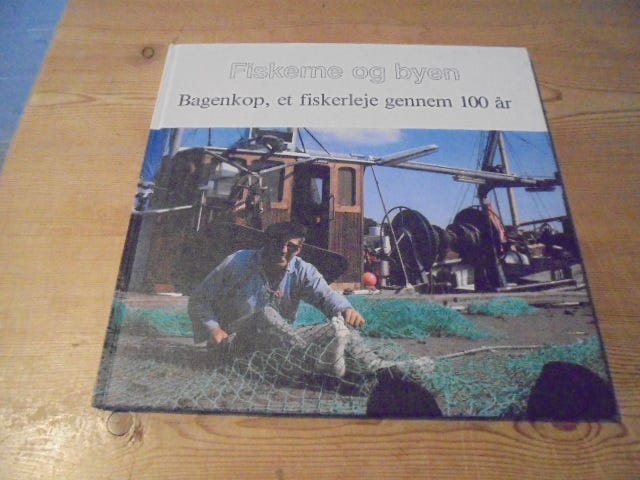 Fiskerne og byen
Bagenkop, et fiskerleje gennem 100 år